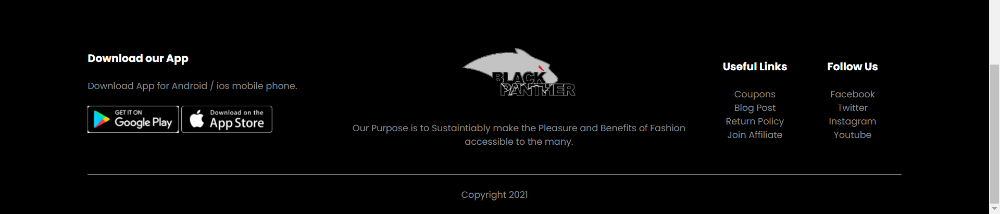 Download our App
Download App for Android / ios mobile phone.
GET IT ON
Google Play
Download on the
App Store
BLACK
PANTHER
Our Purpose is to Sustaintiably make the Pleasure and Benefits of Fashion
accessible to the many.
Useful Links
Coupons
Blog Post
Return Policy
Join Affiliate
Follow Us
Facebook
Twitter
Instagram
Youtube
Copyright 2021